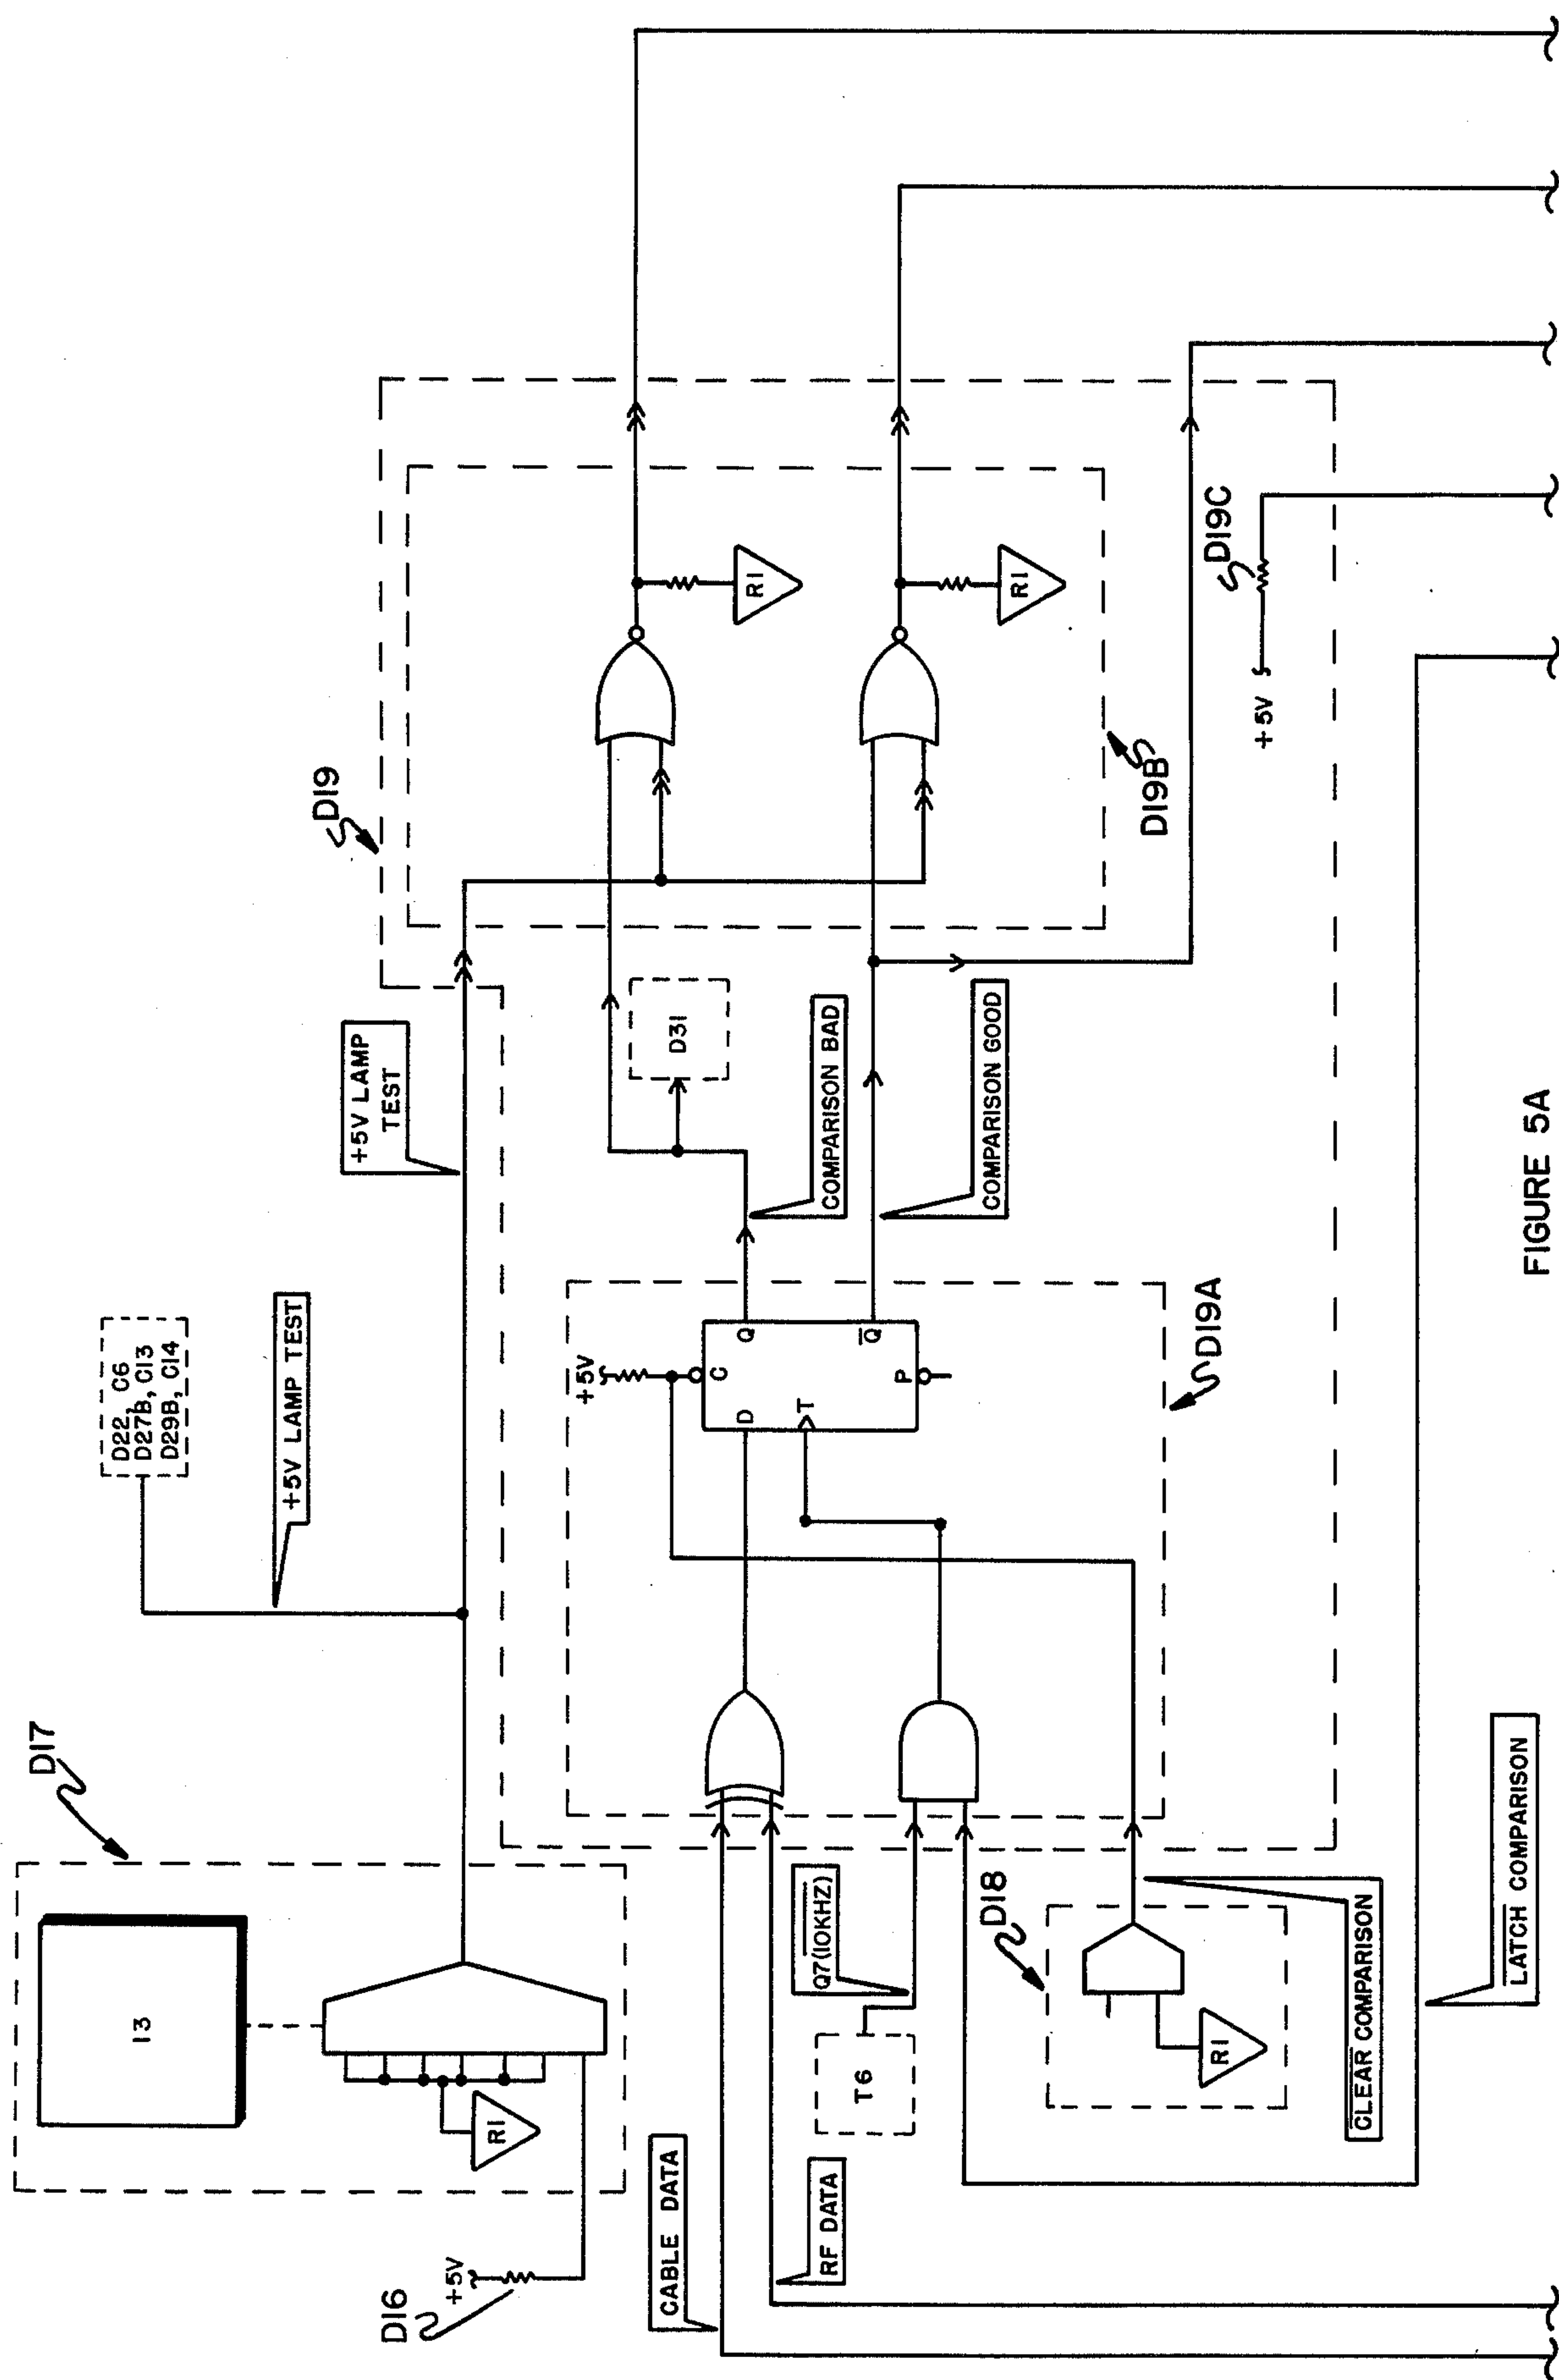 D17
13
R1
D16
+5V
D22, C6
D27B, C13
D29B, C14
+5V LAMP TEST
+5V LAMP
TEST
D19
CABLE DATA
RF DATA
T6
Q7(10KHZ)
D18
R1
CLEAR COMPARISON
LATCH COMPARISON
+5V
D
C
Q
T
Q
P
D19A
D31
COMPARISON BAD
COMPARISON GOOD
R1
R1
D19B
D19C
+5V
FIGURE 5A